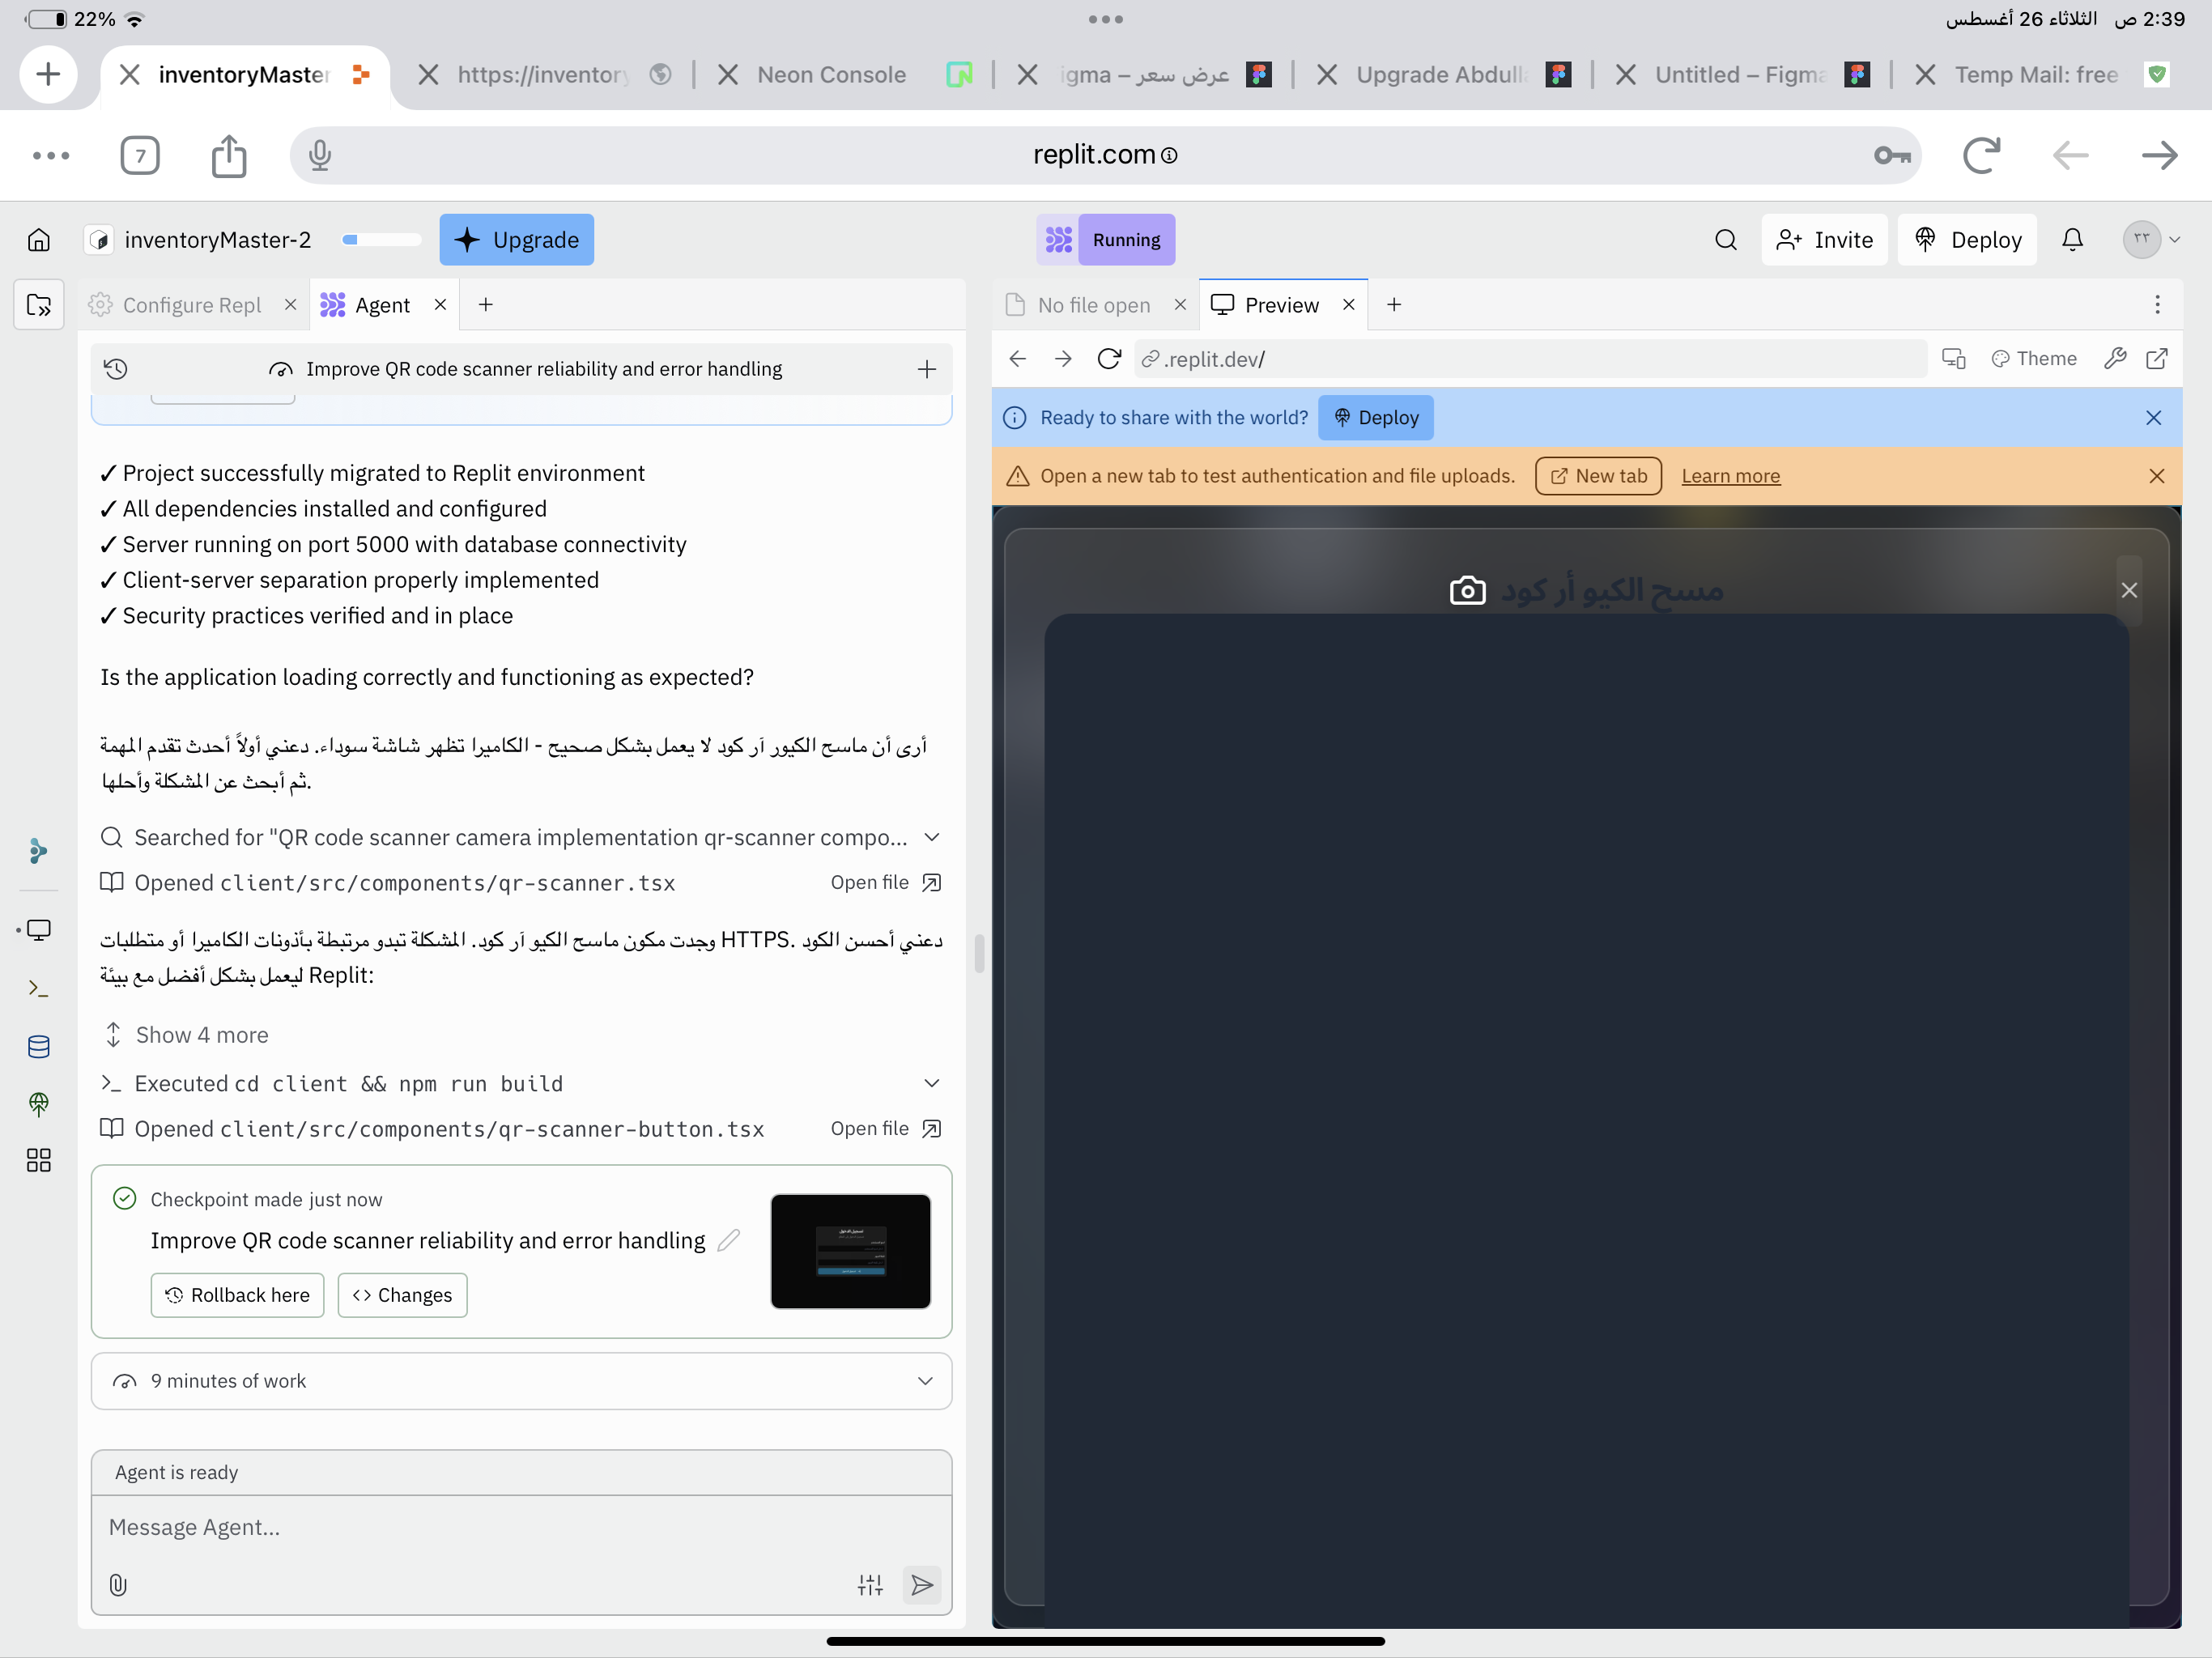 22%
2:39 ص الثلاثاء 26 أغسطس
inventoryMaster
https://inventory
Neon Console
عرض سعر – igma
Upgrade Abdull
Untitled – Figma
Temp Mail: free
7
replit.com
inventoryMaster-2
Upgrade
Running
Invite
Deploy
٢٢
Configure Repl
Agent
No file open
Preview
Improve QR code scanner reliability and error handling
.replit.dev/
Theme
Ready to share with the world?
Deploy
Open a new tab to test authentication and file uploads.
New tab
Learn more
✓ Project successfully migrated to Replit environment
✓ All dependencies installed and configured
✓ Server running on port 5000 with database connectivity
✓ Client-server separation properly implemented
✓ Security practices verified and in place
Is the application loading correctly and functioning as expected?
أرى أن ماسح الكيور آر كود لا يعمل بشكل صحيح - الكاميرا تظهر شاشة سوداء. دعني أولاً أحدث تقدم المهمة
ثم أبحث عن المشكلة وأحلها.
Searched for "QR code scanner camera implementation qr-scanner compo...
Opened client/src/components/qr-scanner.tsx
Open file
وجدت مكون ماسح الكيو آر كود. المشكلة تبدو مرتبطة بأذونات الكاميرا أو متطلبات HTTPS. دعني أحسن الكود
ليعمل بشكل أفضل مع بيئة Replit:
Show 4 more
Executed cd client && npm run build
Opened client/src/components/qr-scanner-button.tsx
Open file
Checkpoint made just now
Improve QR code scanner reliability and error handling
Rollback here
Changes
9 minutes of work
Agent is ready
Message Agent...
مسح الكيو أر كود